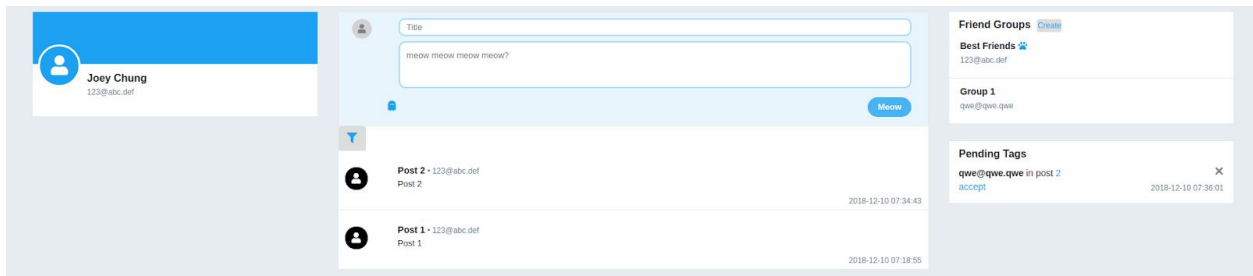 Joey Chung
123@abc.def
Title
meow meow meow meow?
Meow
Post 2 • 123@abc.def
Post 2
2018-12-10 07:34:43
Post 1 • 123@abc.def
Post 1
2018-12-10 07:18:55
Friend Groups Create
Best Friends
123@abc.def
Group 1
qwe@qwe.qwe
Pending Tags
qwe@qwe.qwe in post 2
accept 2018-12-10 07:36:01